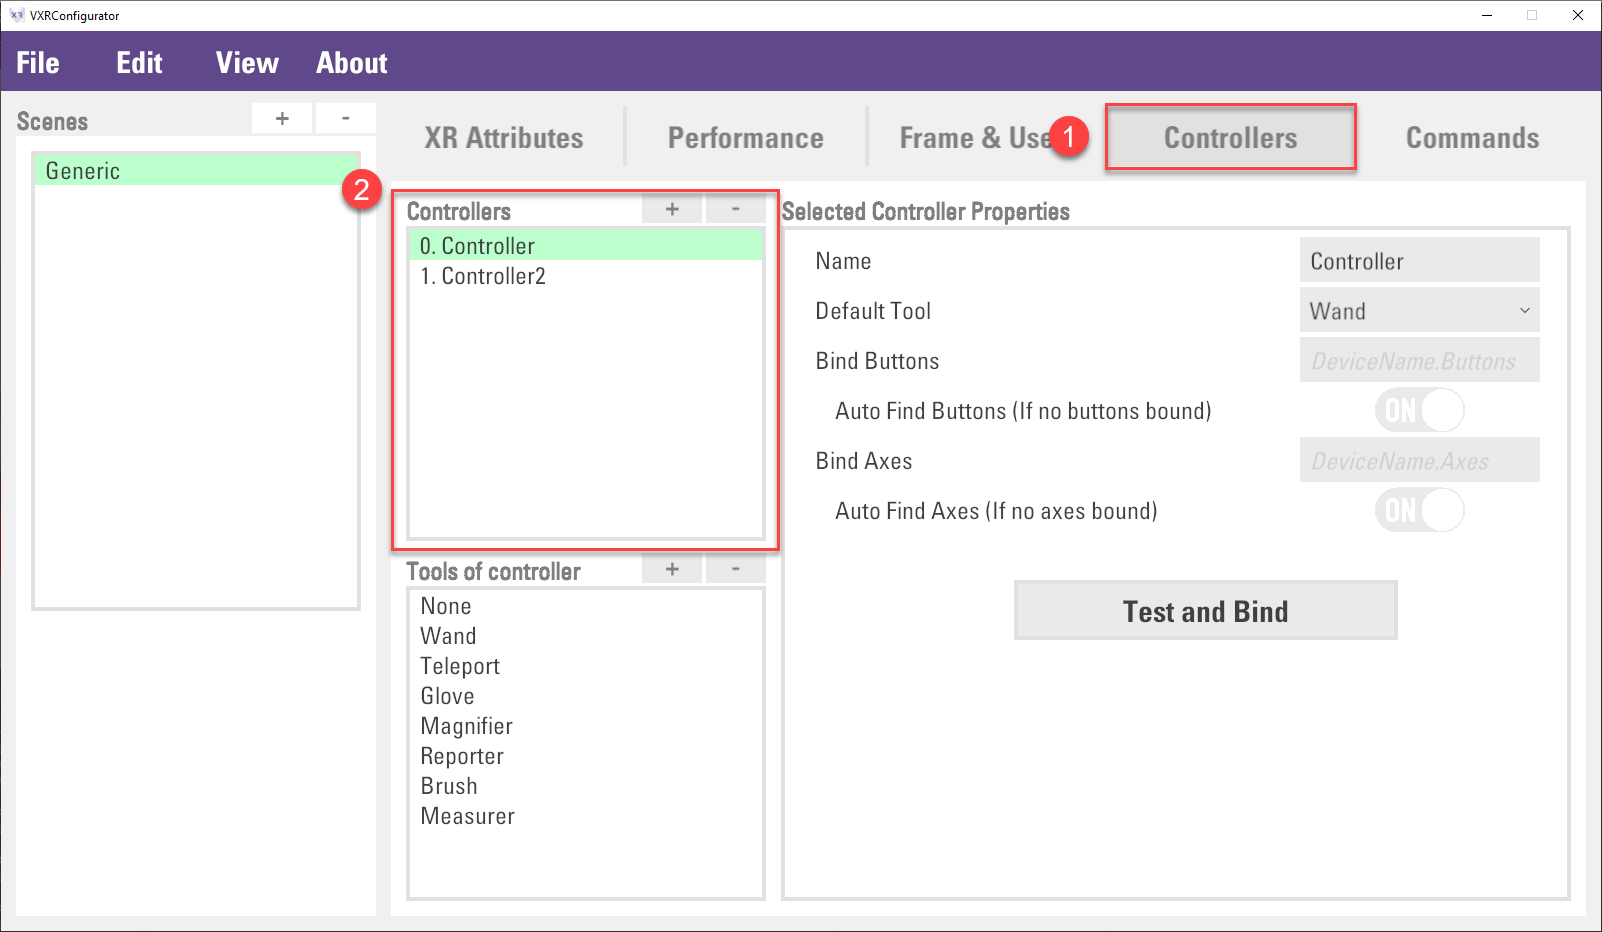 XR VXRConfigurator
File Edit View About
Scenes + -
Generic
XR Attributes Performance Frame & Use 1 Controllers Commands
2
Controllers + -
0. Controller
1. Controller2
Tools of controller + -
None
Wand
Teleport
Glove
Magnifier
Reporter
Brush
Measurer
Selected Controller Properties
Name Controller
Default Tool Wand
Bind Buttons DeviceName.Buttons
Auto Find Buttons (If no buttons bound) ON
Bind Axes DeviceName.Axes
Auto Find Axes (If no axes bound) ON
Test and Bind